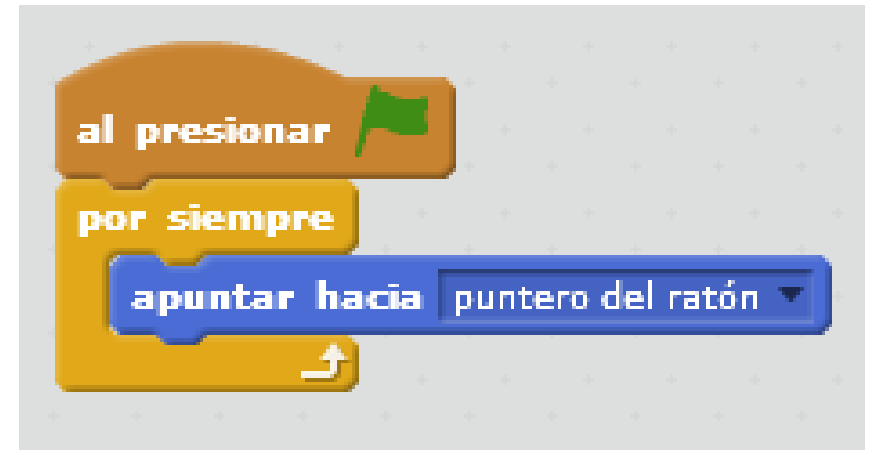 al presionar
por siempre
apuntar hacia puntero del ratón